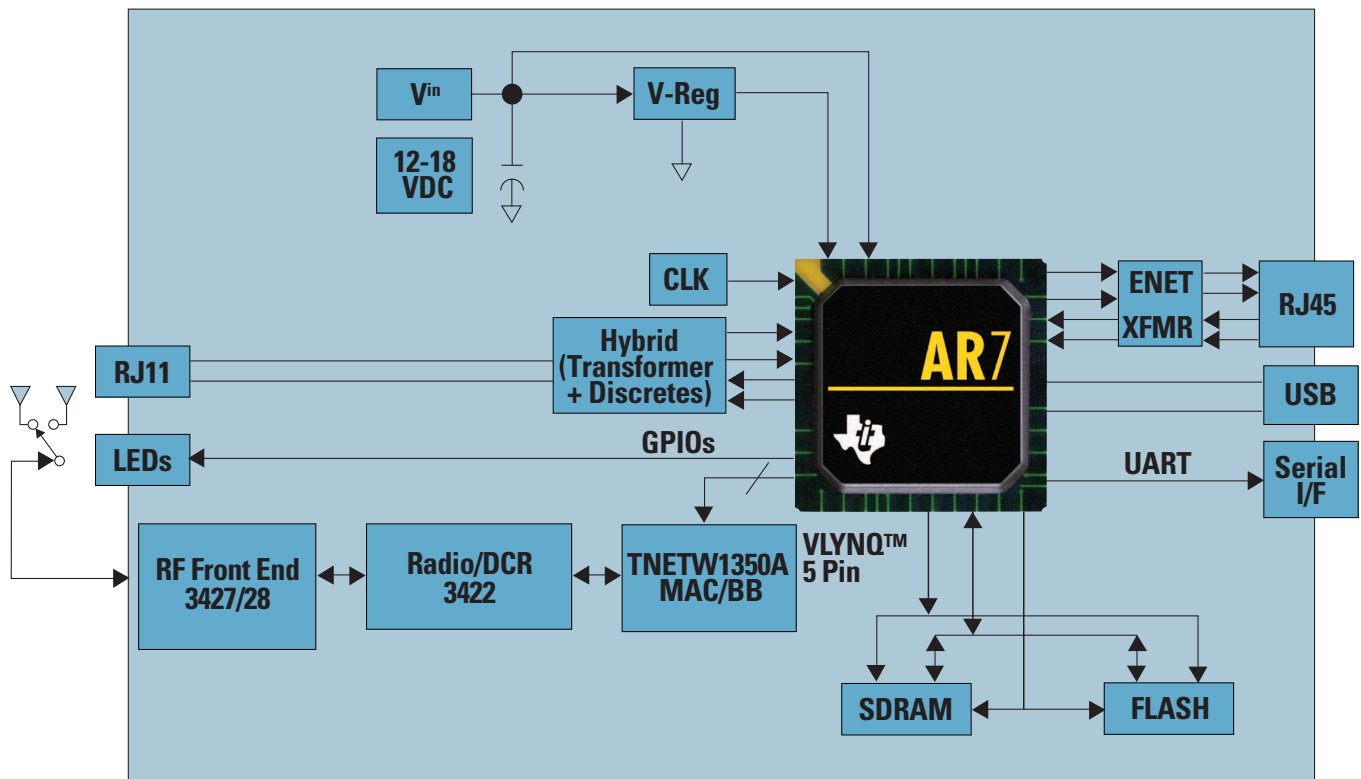 Vin
V-Reg
12-18
VDC
CLK
ENET
XFMR
RJ45
Hybrid
(Transformer
+ Discretes)
AR7
RJ11
USB
GPIOs
LEDs
UART
Serial
I/F
ti
VLYNQ™
5 Pin
RF Front End
3427/28
Radio/DCR
3422
TNETW1350A
MAC/BB
SDRAM
FLASH